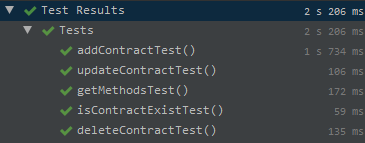 Test Results 2 s 206 ms
Tests 2 s 206 ms
addContractTest() 1 s 734 ms
updateContractTest() 106 ms
getMethodsTest() 172 ms
isContractExistTest() 59 ms
deleteContractTest() 135 ms